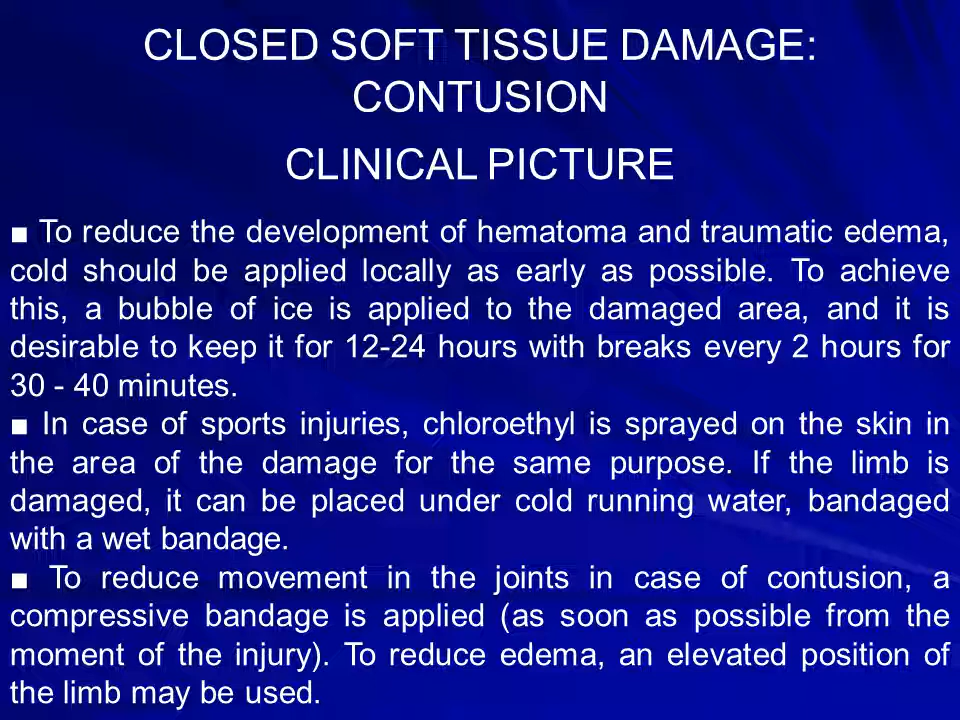 CLOSED SOFT TISSUE DAMAGE:
CONTUSION
CLINICAL PICTURE
■ To reduce the development of hematoma and traumatic edema,
cold should be applied locally as early as possible. To achieve
this, a bubble of ice is applied to the damaged area, and it is
desirable to keep it for 12-24 hours with breaks every 2 hours for
30 - 40 minutes.
■ In case of sports injuries, chloroethyl is sprayed on the skin in
the area of the damage for the same purpose. If the limb is
damaged, it can be placed under cold running water, bandaged
with a wet bandage.
■ To reduce movement in the joints in case of contusion, a
compressive bandage is applied (as soon as possible from the
moment of the injury). To reduce edema, an elevated position of
the limb may be used.